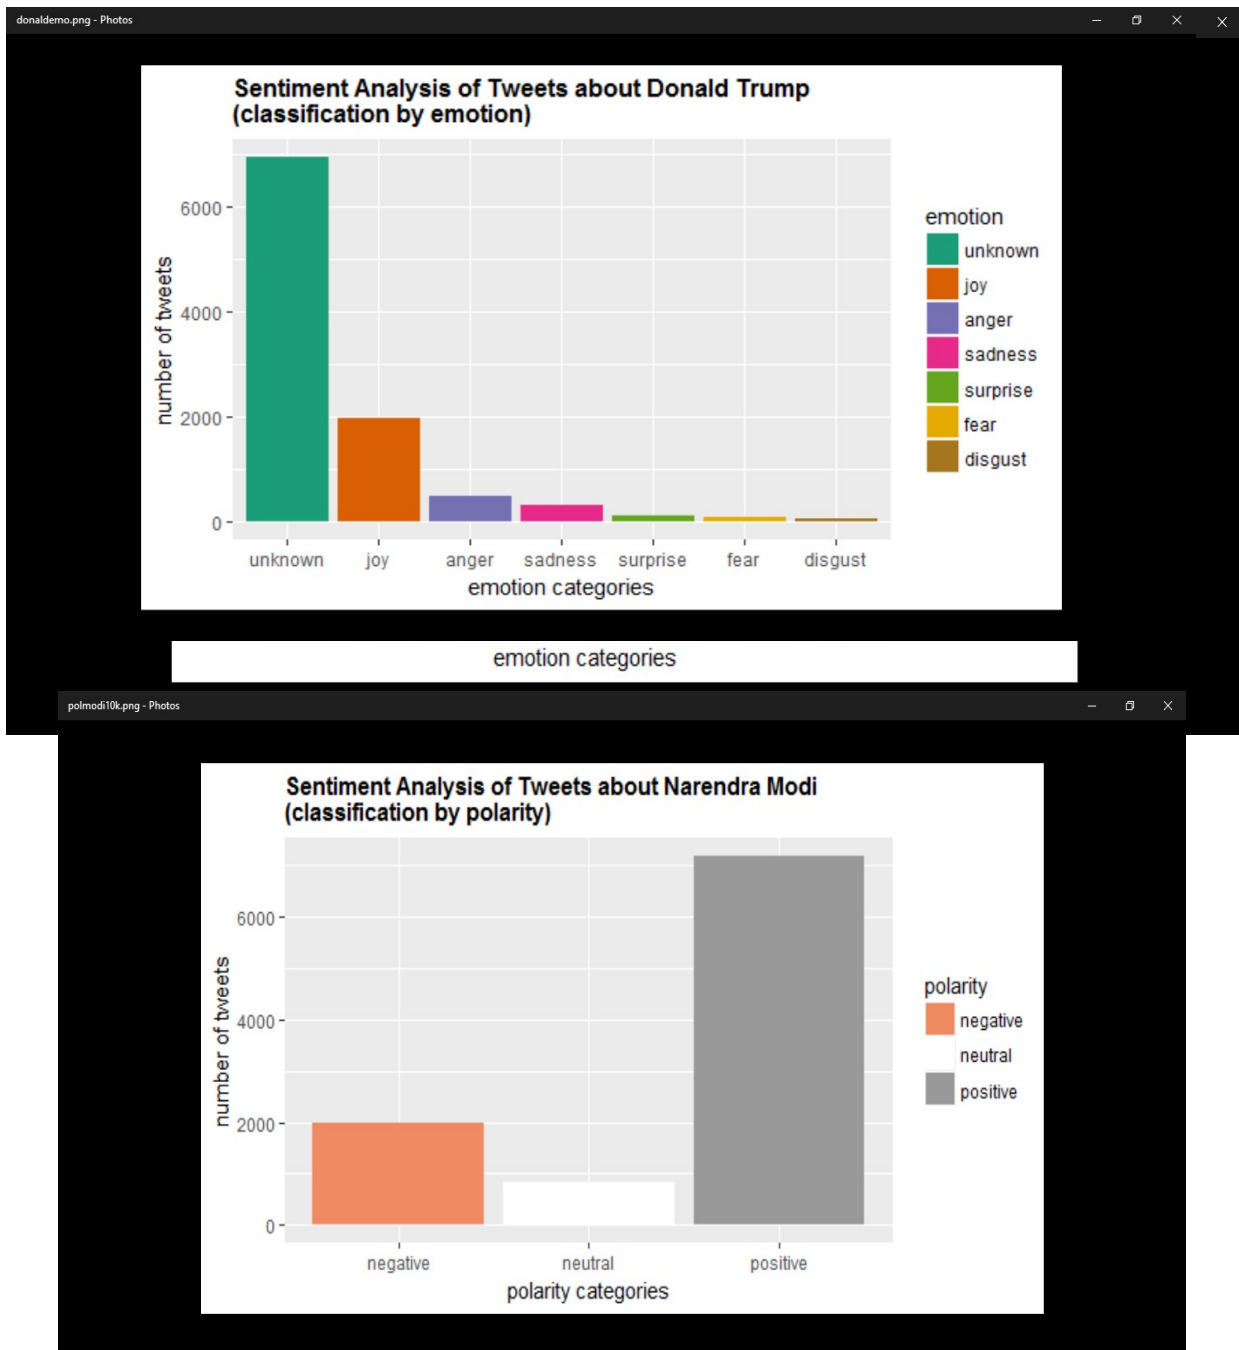 donaldemo.png - Photos
Sentiment Analysis of Tweets about Donald Trump
(classification by emotion)
number of tweets
6000
4000
2000
0
unknown joy anger sadness surprise fear disgust
emotion categories
emotion
unknown
joy
anger
sadness
surprise
fear
disgust
emotion categories
polmodi10k.png - Photos
Sentiment Analysis of Tweets about Narendra Modi
(classification by polarity)
number of tweets
6000
4000
2000
0
negative neutral positive
polarity categories
polarity
negative
neutral
positive